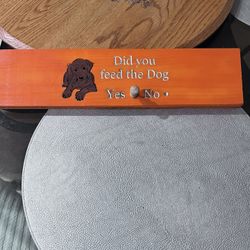 Did you
feed the Dog
Yes No